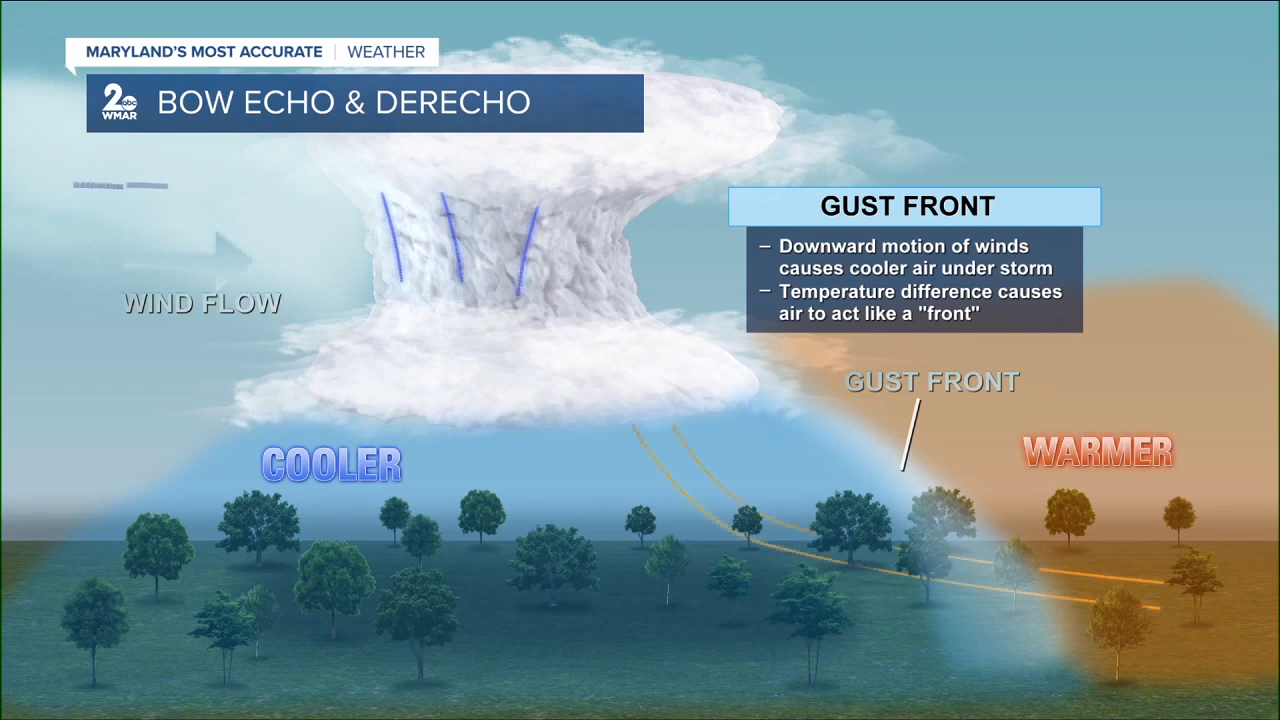 MARYLAND'S MOST ACCURATE | WEATHER
2 abc
WMAR
BOW ECHO & DERECHO
GUST FRONT
– Downward motion of winds
causes cooler air under storm
– Temperature difference causes
air to act like a "front"
WIND FLOW
GUST FRONT
COOLER
WARMER